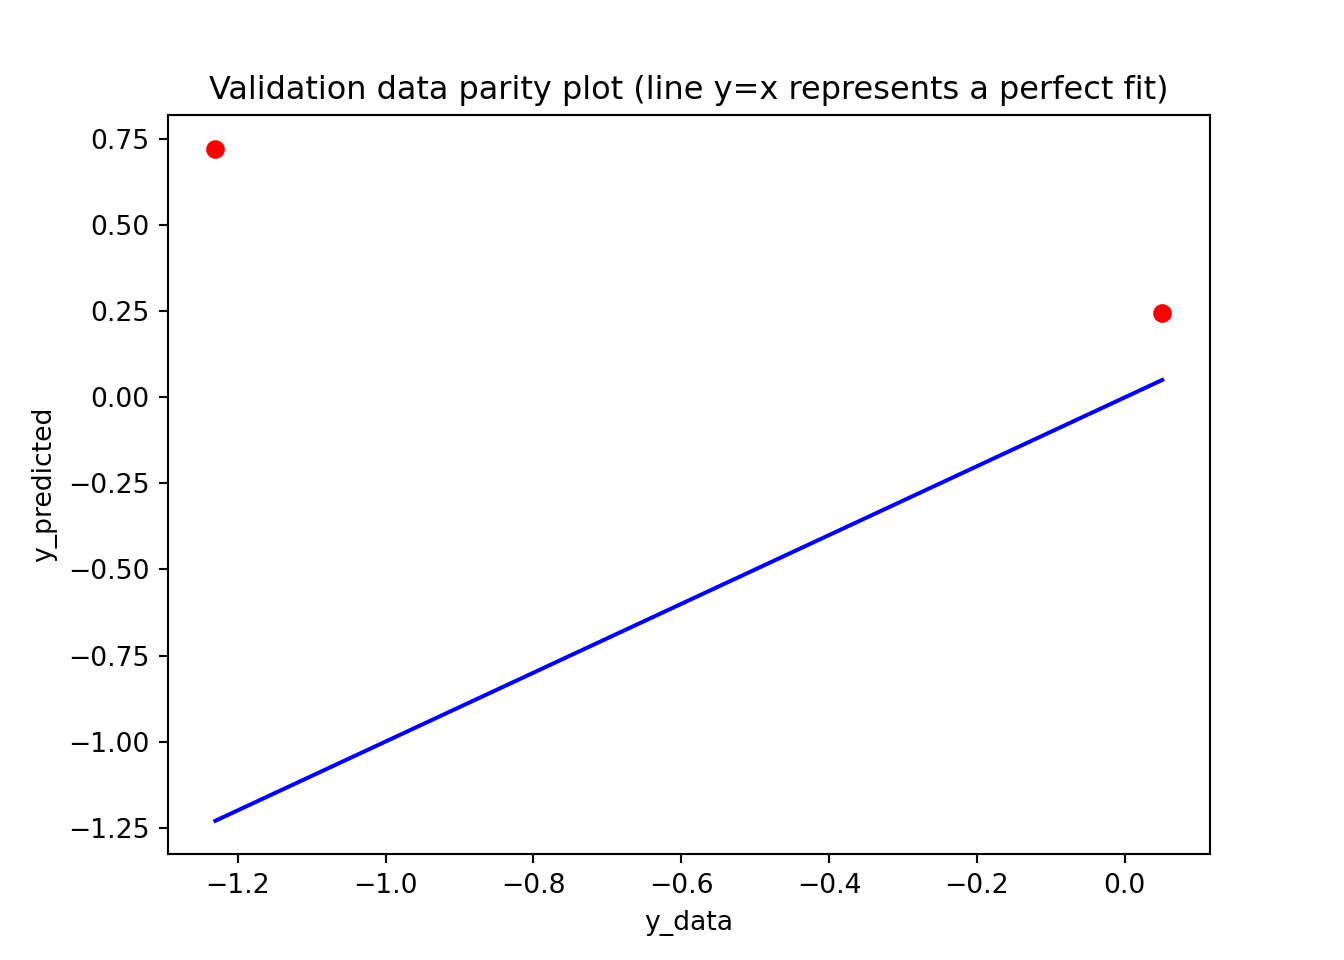 Validation data parity plot (line y=x represents a perfect fit)
0.75
0.50
0.25
0.00
−0.25
−0.50
−0.75
−1.00
−1.25
y_predicted
−1.2 −1.0 −0.8 −0.6 −0.4 −0.2 0.0
y_data